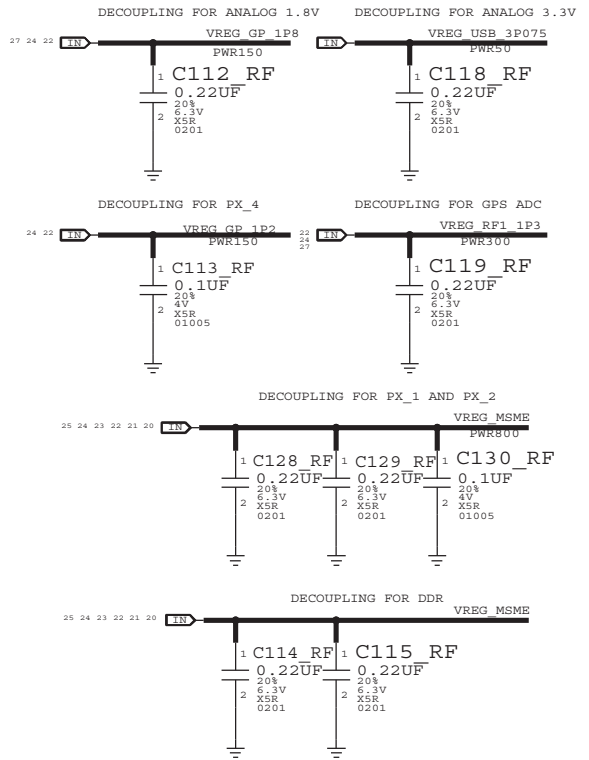 DECOUPLING FOR ANALOG 1.8V
27 24 22 IN VREG_GP_1P8
PWR150
1 C112_RF
0.22UF
20%
6.3V
2 X5R
0201
DECOUPLING FOR ANALOG 3.3V
IN VREG_USB_3P075
PWR50
1 C118_RF
0.22UF
20%
6.3V
2 X5R
0201
DECOUPLING FOR PX_4
24 22 IN VREG_GP_1P2
PWR150
1 C113_RF
0.1UF
20%
4V
2 X5R
01005
DECOUPLING FOR GPS ADC
22
24 IN VREG_RF1_1P3
27
PWR300
1 C119_RF
0.22UF
20%
6.3V
2 X5R
0201
DECOUPLING FOR PX_1 AND PX_2
25 24 23 22 21 20 IN VREG_MSME
PWR800
1 C128_RF
0.22UF
20%
6.3V
2 X5R
0201
1 C129_RF
0.22UF
20%
6.3V
2 X5R
0201
1 C130_RF
0.1UF
20%
4V
2 X5R
01005
DECOUPLING FOR DDR
25 24 23 22 21 20 IN VREG_MSME
1 C114_RF
0.22UF
20%
6.3V
2 X5R
0201
1 C115_RF
0.22UF
20%
6.3V
2 X5R
0201